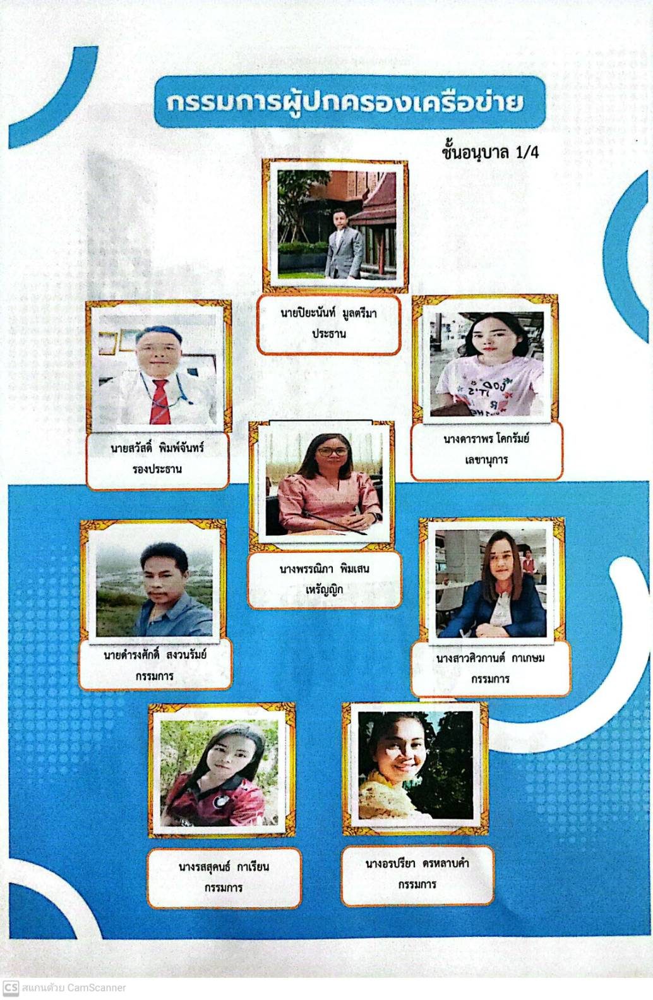 กรรมการผู้ปกครองเครือข่าย
ชั้นอนุบาล 1/4
นายปิยะนันท์ มูลตรีมา
ประธาน
นายสวัสดิ์ พิมพ์จันทร์
รองประธาน
นางดาราพร โคกรัมย์
เลขานุการ
นางพรรณิภา พิมเสน
เหรัญญิก
นายดำรงศักดิ์ สงวนรัมย์
กรรมการ
นางสาวศิวกานต์ กาเกษม
กรรมการ
นางรสสุคนธ์ กาเรียน
กรรมการ
นางอรปรียา ดรหลาบคำ
กรรมการ
CS สแกนด้วย CamScanner